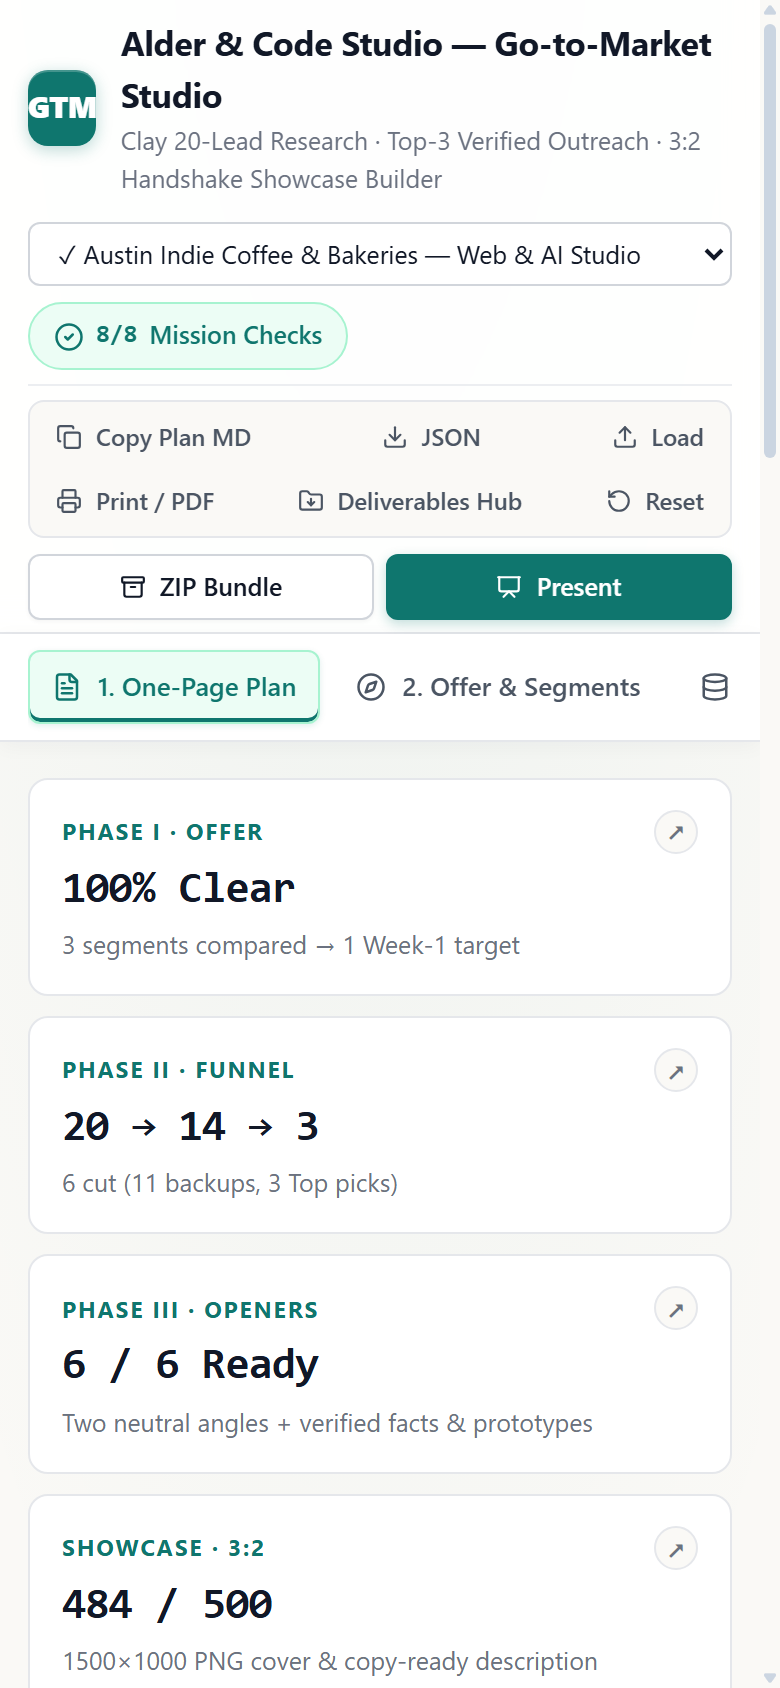 Alder & Code Studio — Go-to-Market
Studio
GTM
Clay 20-Lead Research · Top-3 Verified Outreach · 3:2
Handshake Showcase Builder
✓ Austin Indie Coffee & Bakeries — Web & AI Studio
8/8 Mission Checks
Copy Plan MD
JSON
Load
Print / PDF
Deliverables Hub
Reset
ZIP Bundle
Present
1. One-Page Plan
2. Offer & Segments
PHASE I · OFFER
↗
100% Clear
3 segments compared → 1 Week-1 target
PHASE II · FUNNEL
↗
20 → 14 → 3
6 cut (11 backups, 3 Top picks)
PHASE III · OPENERS
↗
6 / 6 Ready
Two neutral angles + verified facts & prototypes
SHOWCASE · 3:2
↗
484 / 500
1500×1000 PNG cover & copy-ready description